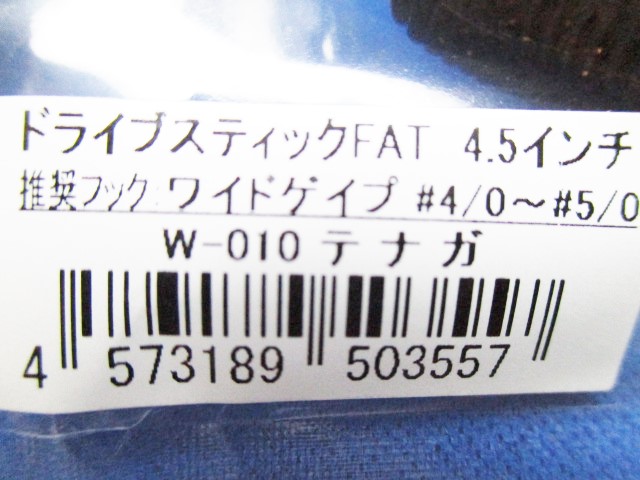 ドライブスティックFAT 4.5インチ
推奨フック:ワイドゲイプ #4/0～#5/0
W-010 テナガ
4 573189 503557